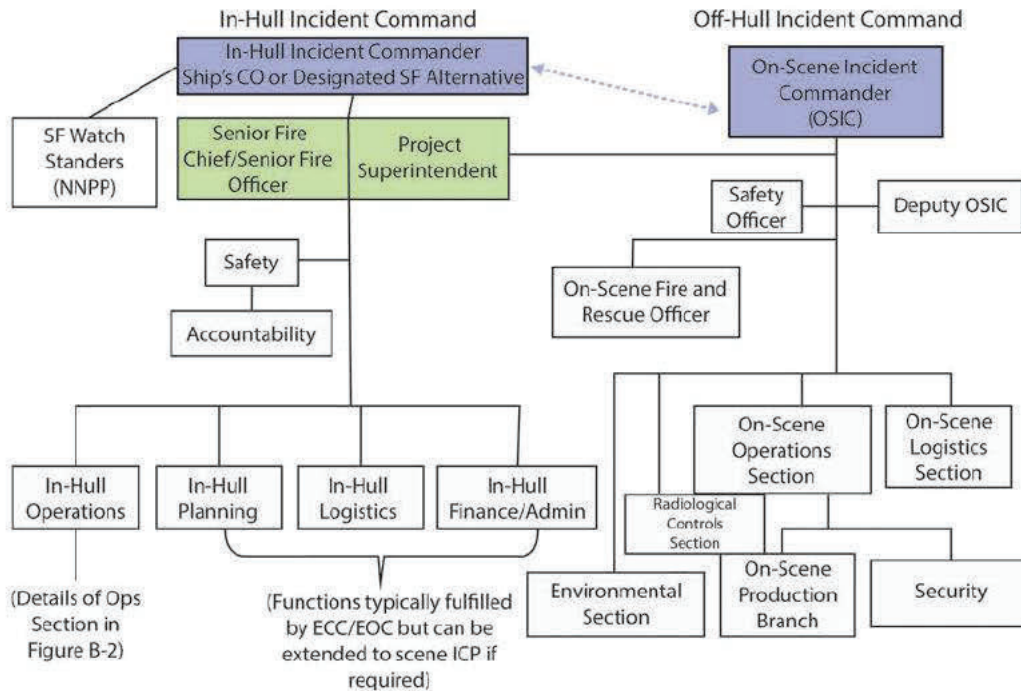 In-Hull Incident Command
Off-Hull Incident Command
In-Hull Incident Commander
Ship's CO or Designated SF Alternative
On-Scene Incident
Commander
(OSIC)
SF Watch
Standers
(NNPP)
Senior Fire
Chief/Senior Fire
Officer
Project
Superintendent
Safety
Officer
Deputy OSIC
Safety
Accountability
On-Scene Fire and
Rescue Officer
In-Hull
Operations
In-Hull
Planning
In-Hull
Logistics
In-Hull
Finance/Admin
On-Scene
Operations
Section
On-Scene
Logistics
Section
Radiological
Controls
Section
Environmental
Section
On-Scene
Production
Branch
Security
(Details of Ops
Section in
Figure B-2)
(Functions typically fulfilled
by ECC/EOC but can be
extended to scene ICP if
required)